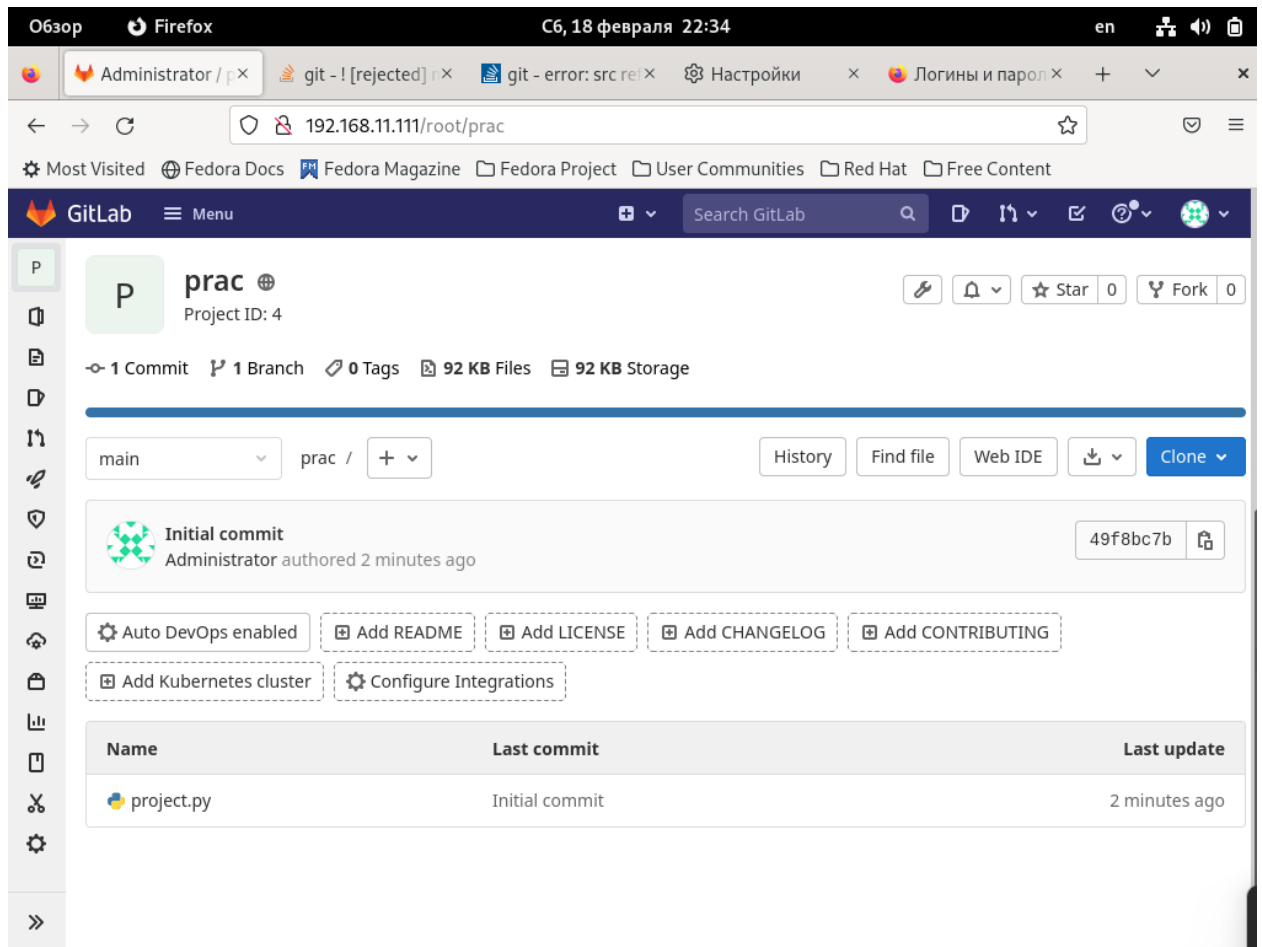 Обзор Firefox Сб, 18 февраля 22:34 en
Administrator / p git - ! [rejected] git - error: src ref Настройки Логины и парол
192.168.11.111/root/prac
Most Visited Fedora Docs FM Fedora Magazine Fedora Project User Communities Red Hat Free Content
GitLab Menu Search GitLab
P
P
prac
Project ID: 4
Star 0 Fork 0
1 Commit 1 Branch 0 Tags 92 KB Files 92 KB Storage
main prac / + History Find file Web IDE Clone
Initial commit
Administrator authored 2 minutes ago
49f8bc7b
Auto DevOps enabled Add README Add LICENSE Add CHANGELOG Add CONTRIBUTING
Add Kubernetes cluster Configure Integrations
Name Last commit Last update
project.py Initial commit 2 minutes ago